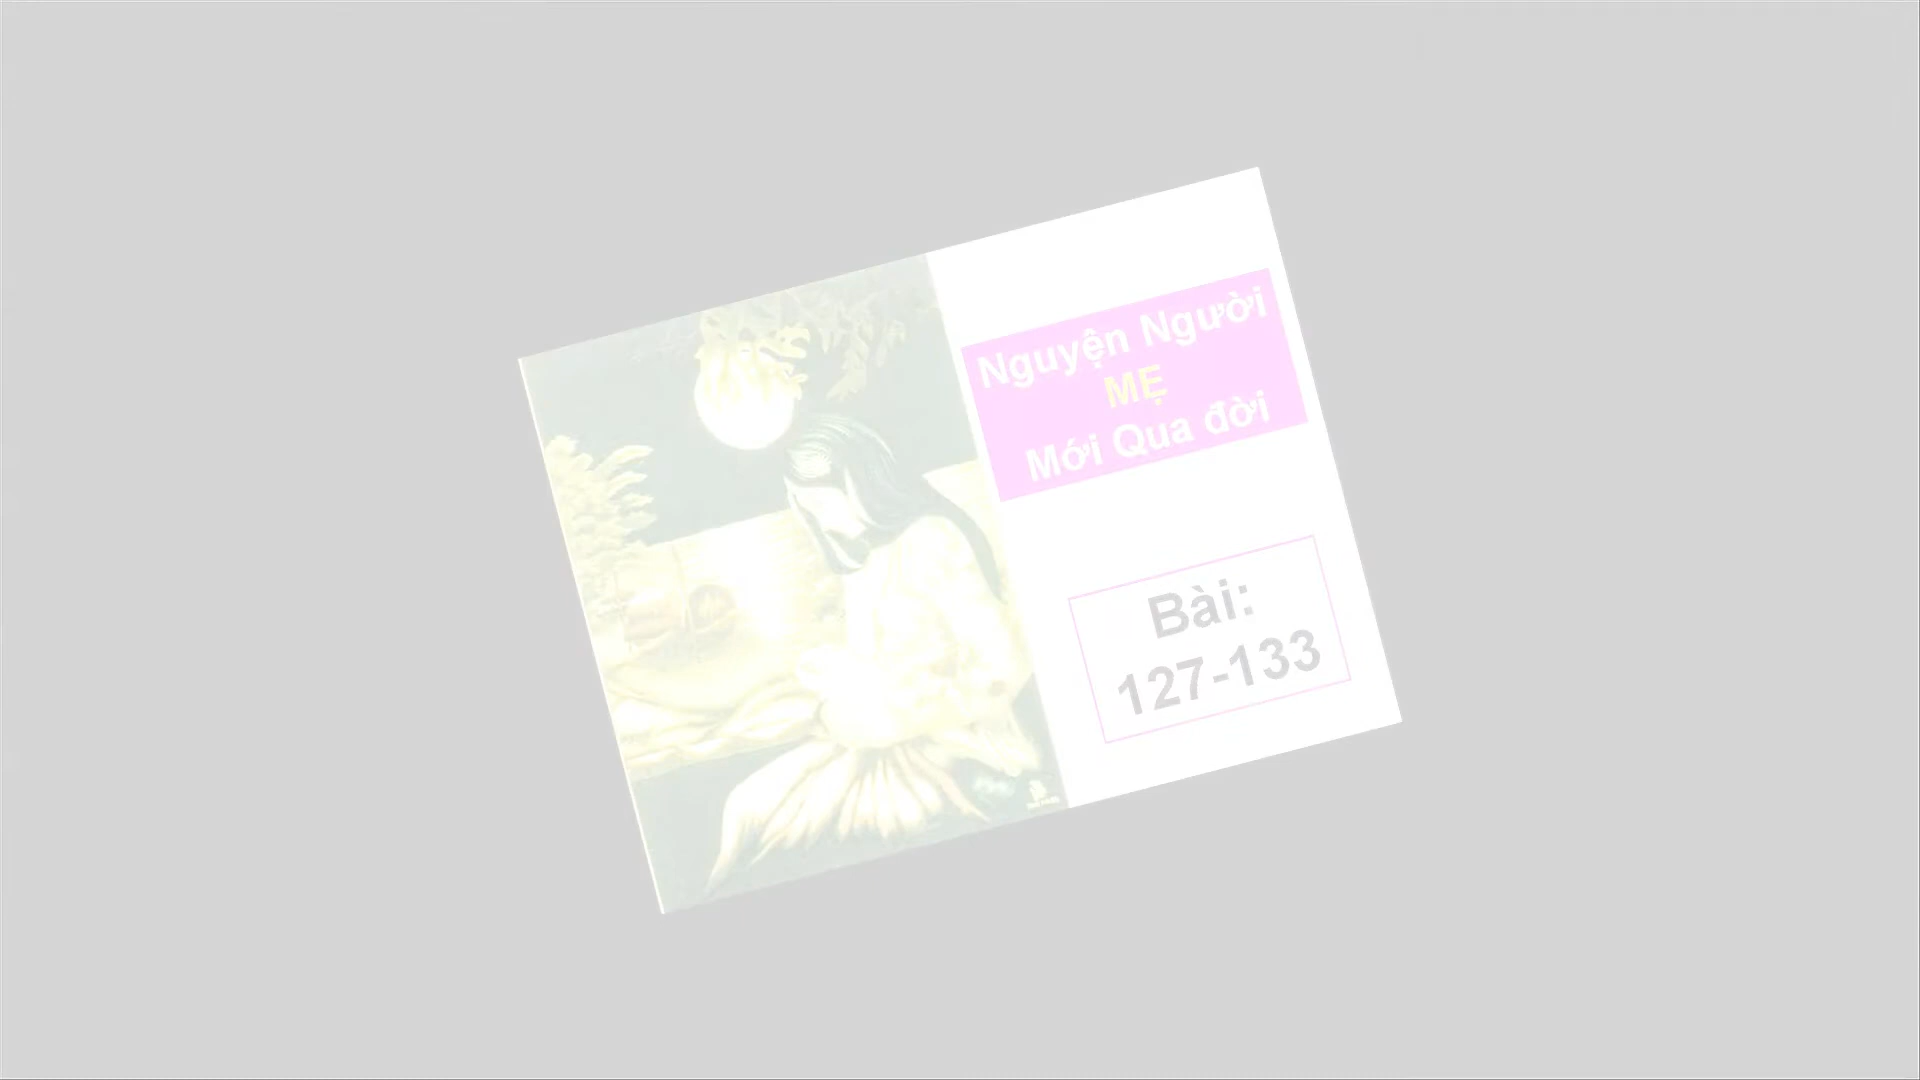 Nguyện Người
MẸ
Mới Qua đời
Bài:
127-133